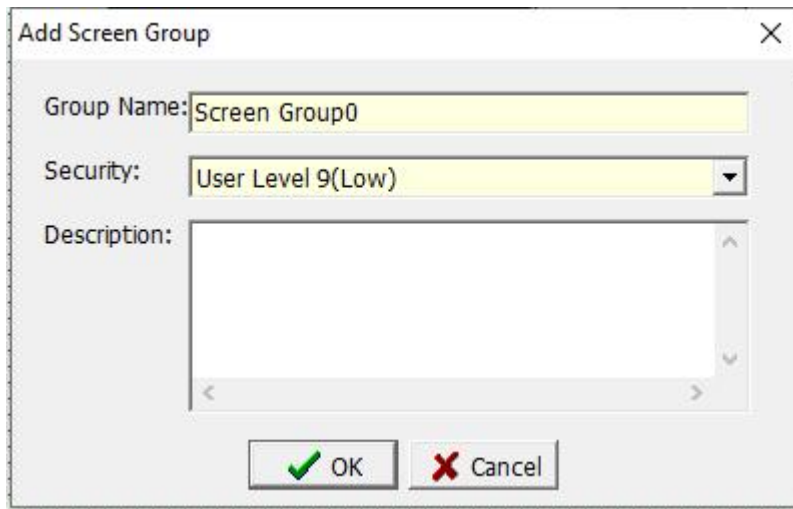 Add Screen Group
Group Name: Screen Group0
Security: User Level 9(Low)
Description:
OK Cancel